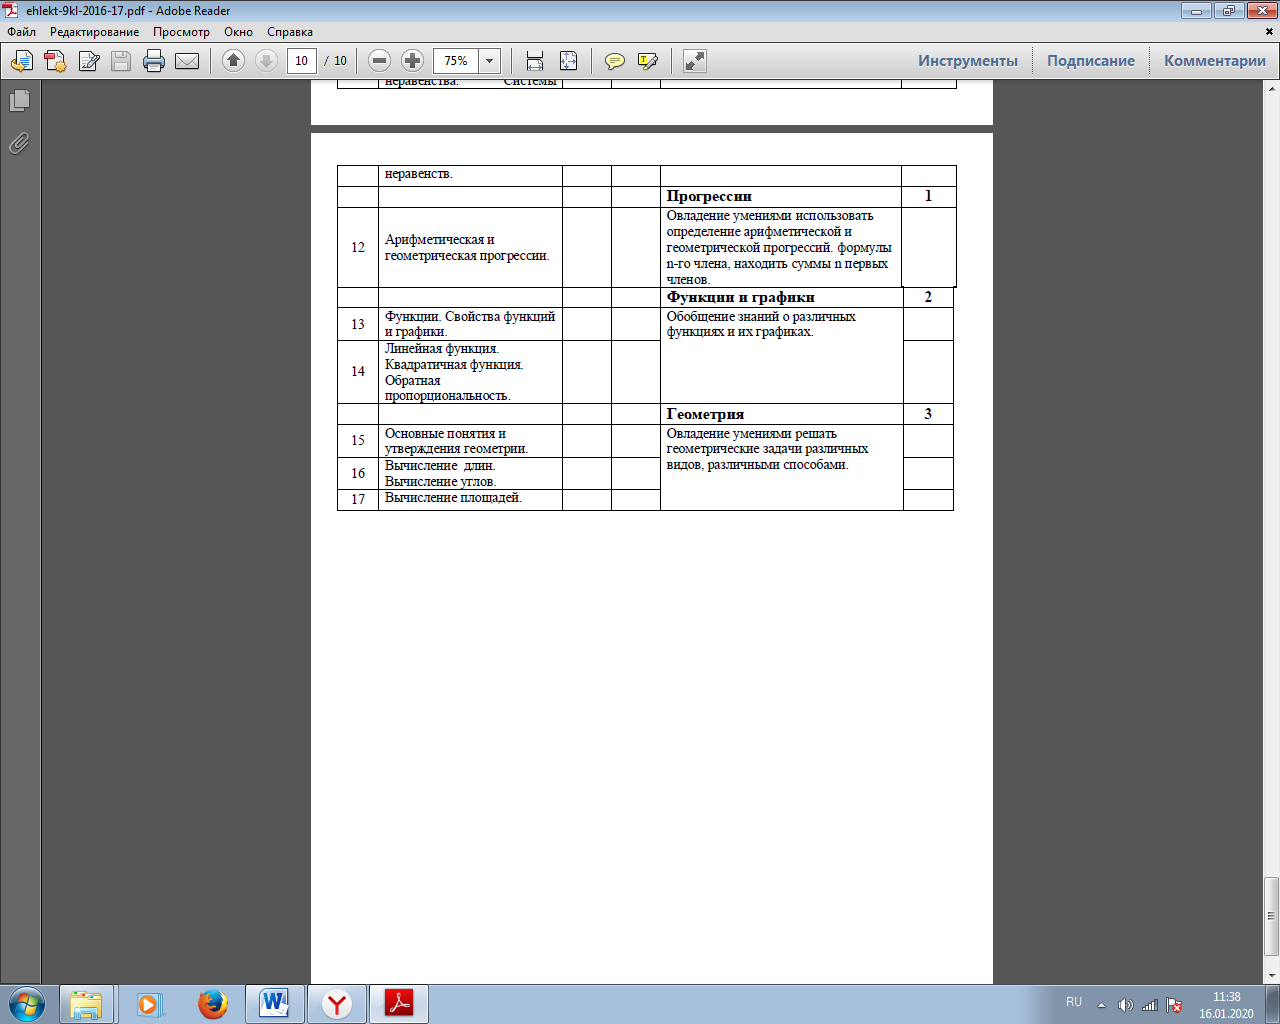 ehlekt-9kl-2016-17.pdf - Adobe Reader
Файл Редактирование Просмотр Окно Справка
10 / 10 75% Инструменты Подписание Комментарии
неравенства. Системы
неравенств.
Прогрессии 1
12 Арифметическая и геометрическая прогрессии.
Овладение умениями использовать
определение арифметической и
геометрической прогрессий. формулы
n-го члена, находить суммы n первых
членов.
Функции и графики 2
13 Функции. Свойства функций
и графики.
Обобщение знаний о различных
функциях и их графиках.
14 Линейная функция.
Квадратичная функция.
Обратная
пропорциональность.
Геометрия 3
15 Основные понятия и
утверждения геометрии.
Овладение умениями решать
геометрические задачи различных
видов, различными способами.
16 Вычисление длин.
Вычисление углов.
17 Вычисление площадей.
RU 11:38
16.01.2020